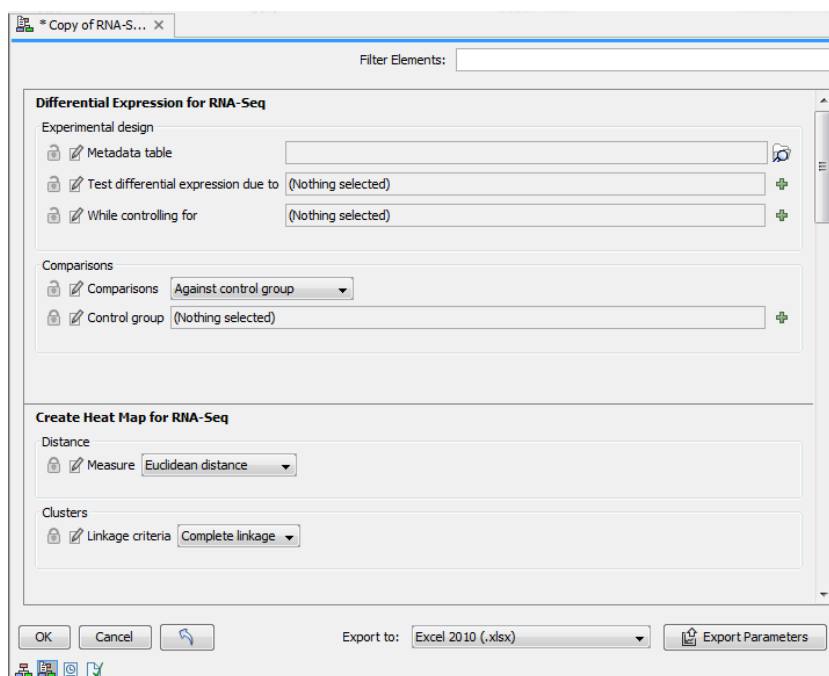 * Copy of RNA-S...
Filter Elements:
Differential Expression for RNA-Seq
Experimental design
Metadata table
Test differential expression due to (Nothing selected)
While controlling for (Nothing selected)
Comparisons
Comparisons Against control group
Control group (Nothing selected)
Create Heat Map for RNA-Seq
Distance
Measure Euclidean distance
Clusters
Linkage criteria Complete linkage
OK Cancel Export to: Excel 2010 (.xlsx) Export Parameters